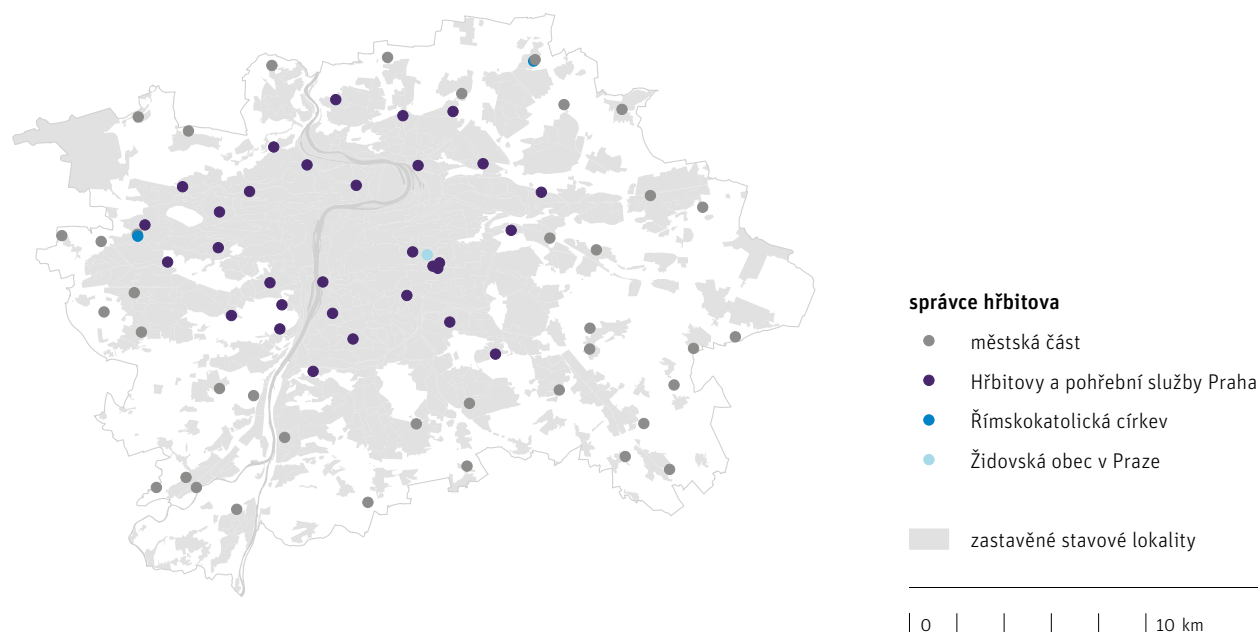 správce hřbitova
městská část
Hřbitovy a pohřební služby Praha
Římskokatolická církev
Židovská obec v Praze
zastavěné stavové lokality
0 10 km